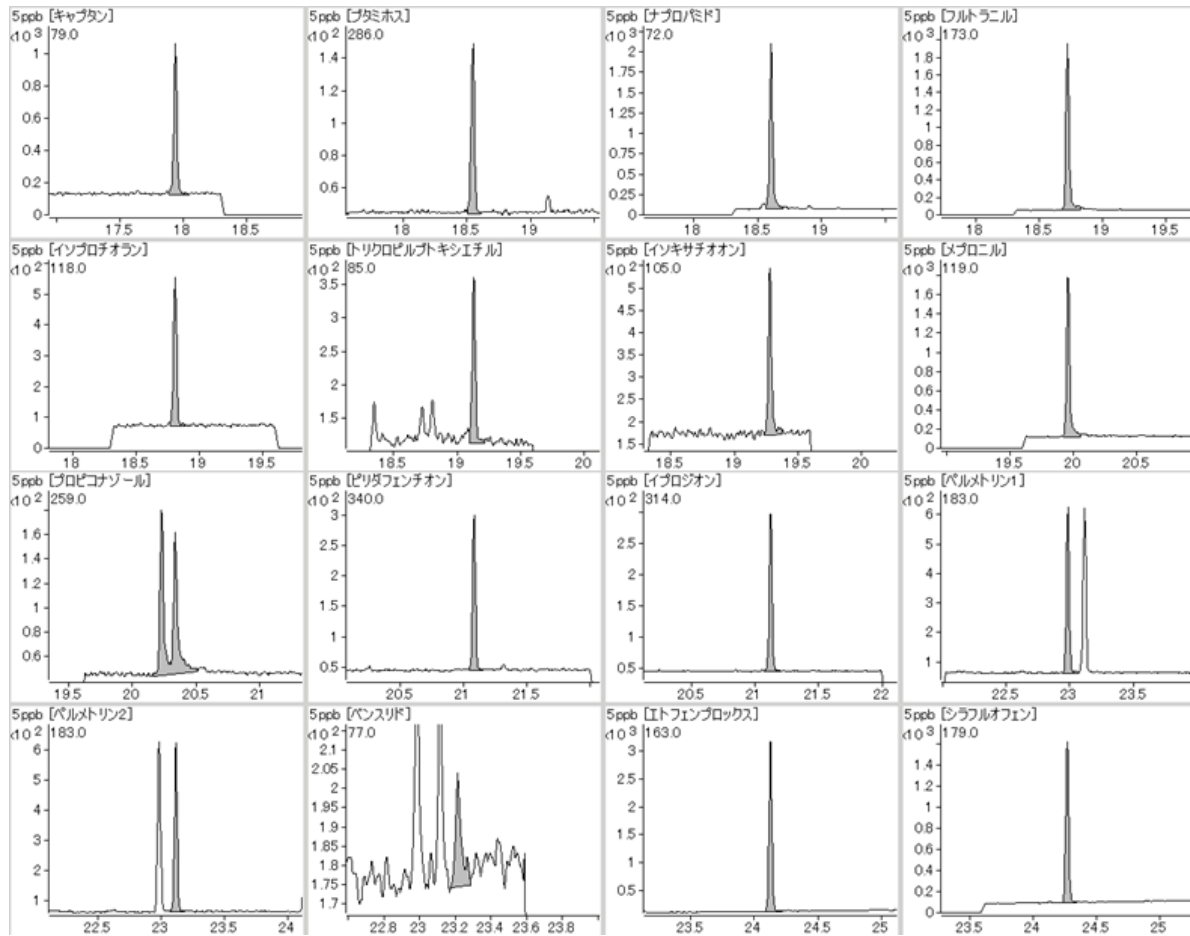 5ppb [キャプタン]
x10 3
79.0
1
0.8
0.6
0.4
0.2
0
17.5 18 18.5
5ppb [ブタミホス]
x10 2
286.0
1.4
1.2
1
0.8
0.6
18 18.5 19
5ppb [ナプロパミド]
x10 3
72.0
2
1.75
1.5
1.25
1
0.75
0.5
0.25
0
18 18.5 19
5ppb [フルトラニル]
x10 3
173.0
1.8
1.6
1.4
1.2
1
0.8
0.6
0.4
0.2
0
18 18.5 19 19.5
5ppb [イソプロチオラン]
x10 2
118.0
5
4
3
2
1
0
18 18.5 19 19.5
5ppb [トリクロピルブトキシエチル]
x10 2
85.0
3.5
3
2.5
2
1.5
18.5 19 19.5 20
5ppb [イソキサチオオン]
x10 2
105.0
5
4.5
4
3.5
3
2.5
2
1.5
18.5 19 19.5 20
5ppb [メプロニル]
x10 3
119.0
1.8
1.6
1.4
1.2
1
0.8
0.6
0.4
0.2
0
19.5 20 20.5
5ppb [プロピコナゾール]
x10 2
259.0
1.6
1.4
1.2
1
0.8
0.6
19.5 20 20.5 21
5ppb [ピリダフェンチオン]
x10 2
340.0
3
2.5
2
1.5
1
0.5
20.5 21 21.5
5ppb [イプロジオン]
x10 2
314.0
3
2.5
2
1.5
1
0.5
20.5 21 21.5 22
5ppb [ペルメトリン1]
x10 2
183.0
6
5
4
3
2
1
22.5 23 23.5
5ppb [ペルメトリン2]
x10 2
183.0
6
5
4
3
2
1
22.5 23 23.5 24
5ppb [ベンスリド]
x10 2
77.0
2.15
2.1
2.05
2
1.95
1.9
1.85
1.8
1.75
1.7
22.8 23 23.2 23.4 23.6 23.8
5ppb [エトフェンプロックス]
x10 3
163.0
3
2.5
2
1.5
1
0.5
23.5 24 24.5 25
5ppb [シラフルオフェン]
x10 3
179.0
1.6
1.4
1.2
1
0.8
0.6
0.4
0.2
0
23.5 24 24.5 25